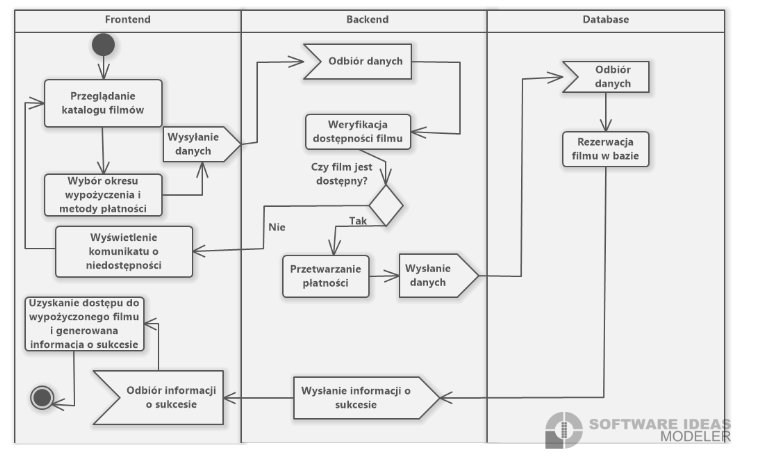 Frontend
Backend
Database
Przeglądanie
katalogu filmów
Wysyłanie
danych
Wybór okresu
wypożyczenia i
metody płatności
Wyświetlenie
komunikatu o
niedostępności
Uzyskanie dostępu do
wypożyczonego filmu
i generowana
informacja o sukcesie
Odbiór informacji
o sukcesie
Odbiór danych
Weryfikacja
dostępności filmu
Czy film jest
dostępny?
Nie
Tak
Przetwarzanie
płatności
Wysłanie
danych
Wysłanie informacji o
sukcesie
Odbiór
danych
Rezerwacja
filmu w bazie
SOFTWARE IDEAS
MODELER